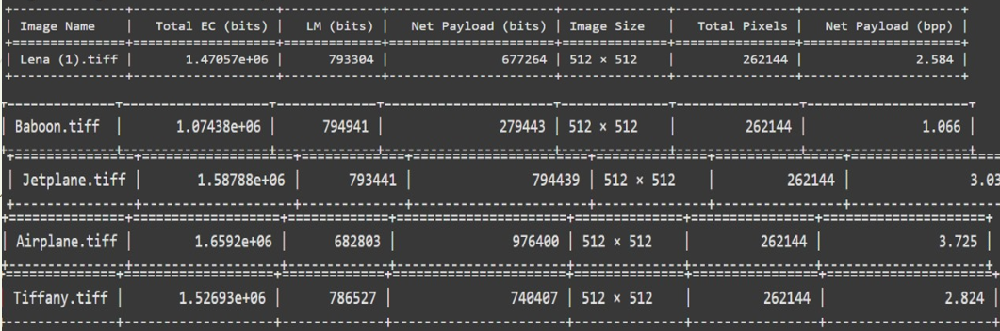 | Image Name | Total EC (bits) | LM (bits) | Net Payload (bits) | Image Size | Total Pixels | Net Payload (bpp) |
| Lena (1).tiff | 1.47057e+06 | 793304 | 677264 | 512 × 512 | 262144 | 2.584 |
| Baboon.tiff | 1.07438e+06 | 794941 | 279443 | 512 × 512 | 262144 | 1.066 |
| Jetplane.tiff | 1.58788e+06 | 793441 | 794439 | 512 × 512 | 262144 | 3.03
| Airplane.tiff | 1.6592e+06 | 682803 | 976400 | 512 × 512 | 262144 | 3.725 |
| Tiffany.tiff | 1.52693e+06 | 786527 | 740407 | 512 × 512 | 262144 | 2.824 |